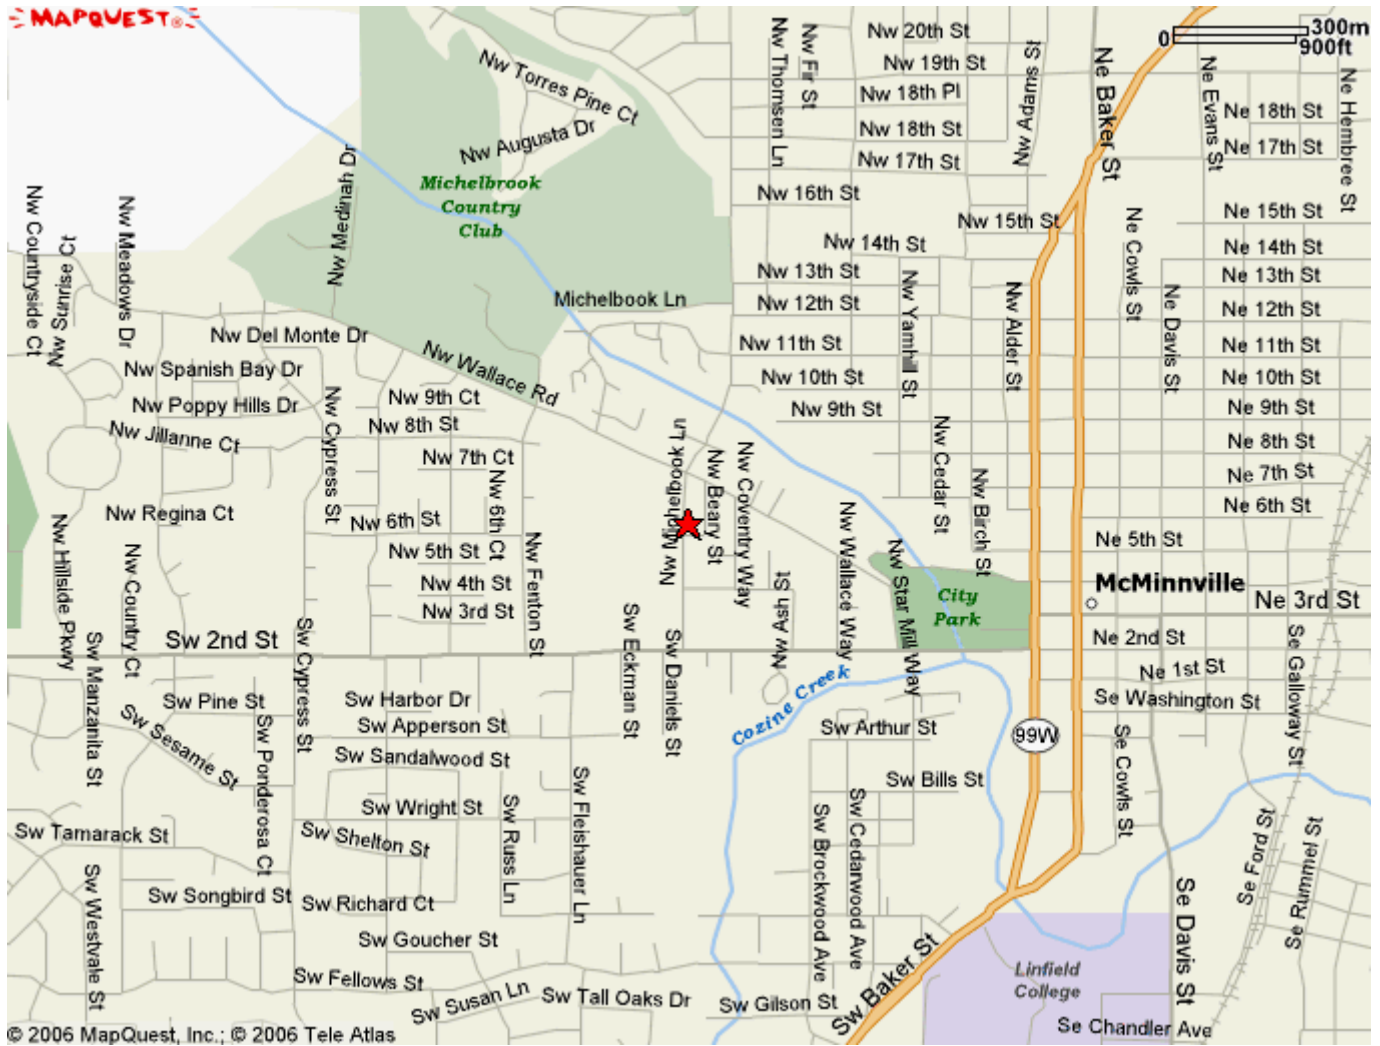 MAPQUEST®
300m
0
900ft
Nw 20th St
Nw 19th St
Nw 18th Pl
Nw 18th St
Nw 17th St
Nw 16th St
Nw 15th St
Nw 14th St
Nw 13th St
Nw 12th St
Nw 11th St
Nw 10th St
Nw 9th St
Nw Thomsen Ln
Nw Fir St
Nw Adams St
Ne Baker St
Ne Evans St
Ne Hembree St
Ne 18th St
Ne 17th St
Ne 15th St
Ne 14th St
Ne 13th St
Ne 12th St
Ne 11th St
Ne 10th St
Ne 9th St
Ne 8th St
Ne 7th St
Ne 6th St
Ne 5th St
Ne Cowls St
Ne Davis St
Nw Torres Pine Ct
Nw Augusta Dr
Michelbrook
Country
Club
Nw Medinah Dr
Nw Countryside Ct
Nw Sunrise Ct
Nw Meadows Dr
Michelbook Ln
Nw Del Monte Dr
Nw Wallace Rd
Nw Spanish Bay Dr
Nw Poppy Hills Dr
Nw Jillanne Ct
Nw Cypress St
Nw 9th Ct
Nw 8th St
Nw 7th Ct
Nw 6th Ct
Nw 6th St
Nw 5th St
Nw 4th St
Nw 3rd St
Nw Fenton St
Nw Regina Ct
Nw Hillside Pkwy
Nw Country Ct
Nw Michelbook Ln
Nw Beary St
Nw Coventry Way
Nw Ash St
Nw Wallace Way
Nw Star Mill Way
Nw Yamhill St
Nw Alder St
Nw Cedar St
Nw Birch St
City
Park
McMinnville
Ne 3rd St
Ne 2nd St
Ne 1st St
Se Washington St
Se Galloway St
Sw 2nd St
Sw Cypress St
Sw Manzanita St
Sw Pine St
Sw Sesame St
Sw Ponderosa Ct
Sw Harbor Dr
Sw Apperson St
Sw Sandalwood St
Sw Wright St
Sw Shelton St
Sw Russ Ln
Sw Fleishauer Ln
Sw Eckman St
Sw Daniels St
Cozine Creek
Sw Arthur St
99W
Sw Bills St
Se Cowls St
Sw Brockwood Ave
Sw Cedarwood Ave
Sw Tamarack St
Sw Songbird St
Sw Westvale St
Sw Richard Ct
Sw Goucher St
Sw Fellows St
Sw Susan Ln
Sw Tall Oaks Dr
Sw Gilson St
Sw Baker St
Linfield
College
Se Davis St
Se Ford St
Se Rummel St
Se Chandler Ave
© 2006 MapQuest, Inc.; © 2006 Tele Atlas